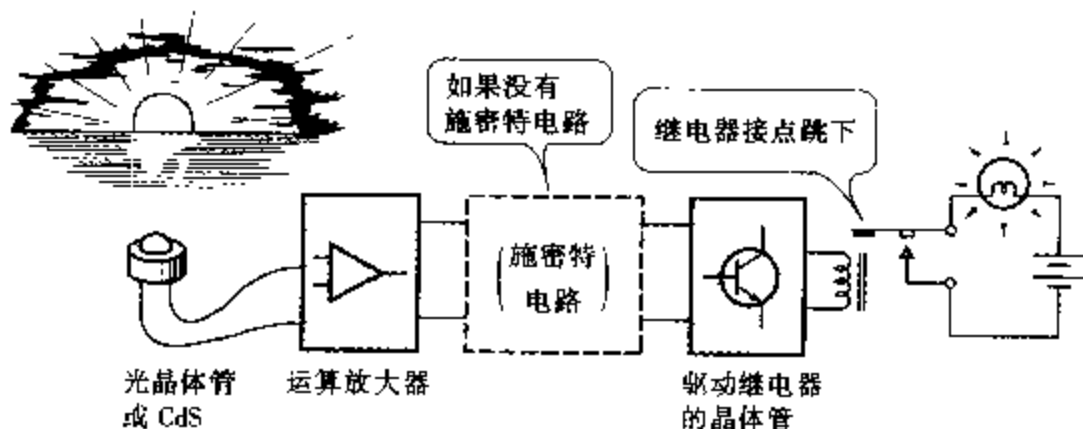 如果没有
施密特电路
继电器接点跳下
施密特
电路
光晶体管
或 CdS
运算放大器
驱动继电器
的晶体管